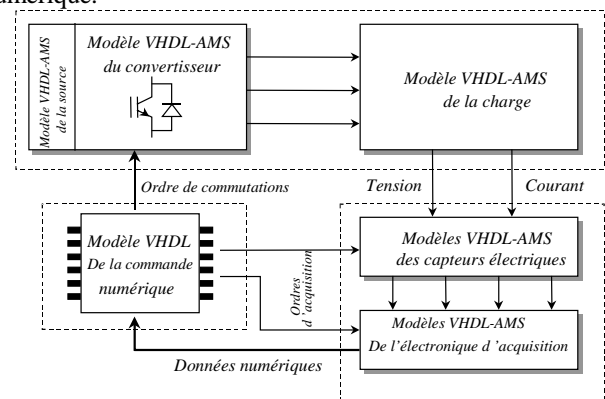 umérique.
Modèle VHDL-AMS
de la source
Modèle VHDL-AMS
du convertisseur
Modèle VHDL-AMS
de la charge
Ordre de commutations
Tension
Courant
Modèle VHDL
De la commande
numérique
Ordres
d ’acquisition
Modèles VHDL-AMS
des capteurs électriques
Modèles VHDL-AMS
De l’électronique d ’acquisition
Données numériques